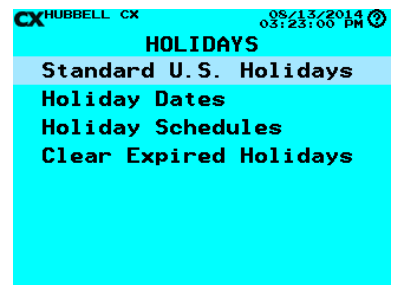 CX HUBBELL CX 08/13/2014
03:23:00 PM ?
HOLIDAYS
Standard U.S. Holidays
Holiday Dates
Holiday Schedules
Clear Expired Holidays